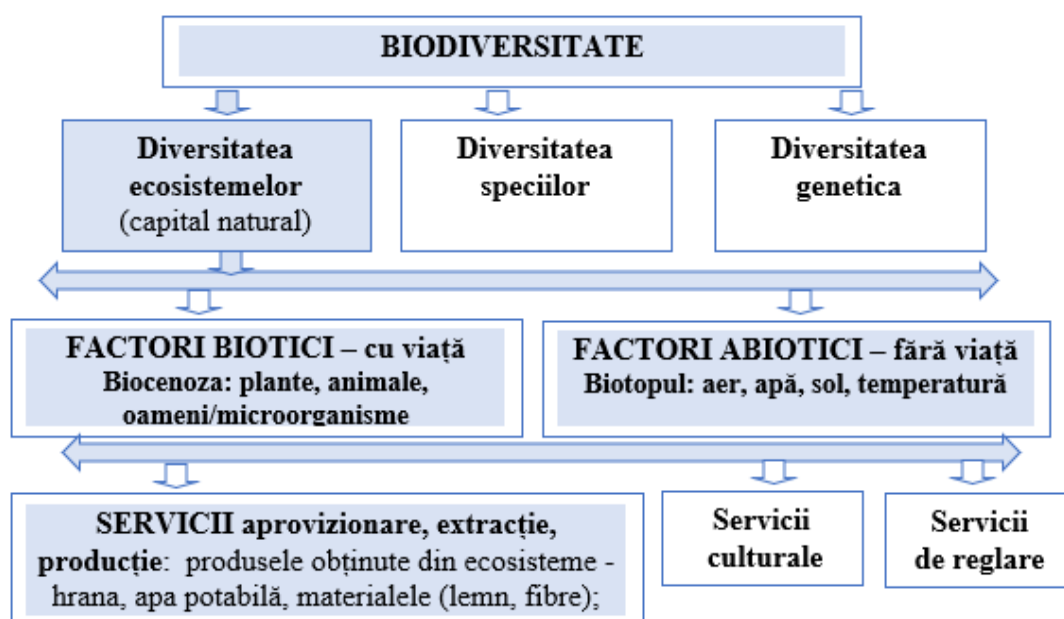 BIODIVERSITATE
Diversitatea
ecosistemelor
(capital natural)
Diversitatea
speciilor
Diversitatea
genetica
FACTORI BIOTICI – cu viață
Biocenoza: plante, animale,
oameni/microorganisme
FACTORI ABIOTICI – fără viață
Biotopul: aer, apă, sol, temperatură
SERVICII aprovizionare, extracție,
producție: produsele obținute din ecosisteme -
hrana, apa potabilă, materialele (lemn, fibre);
Servicii
culturale
Servicii
de reglare